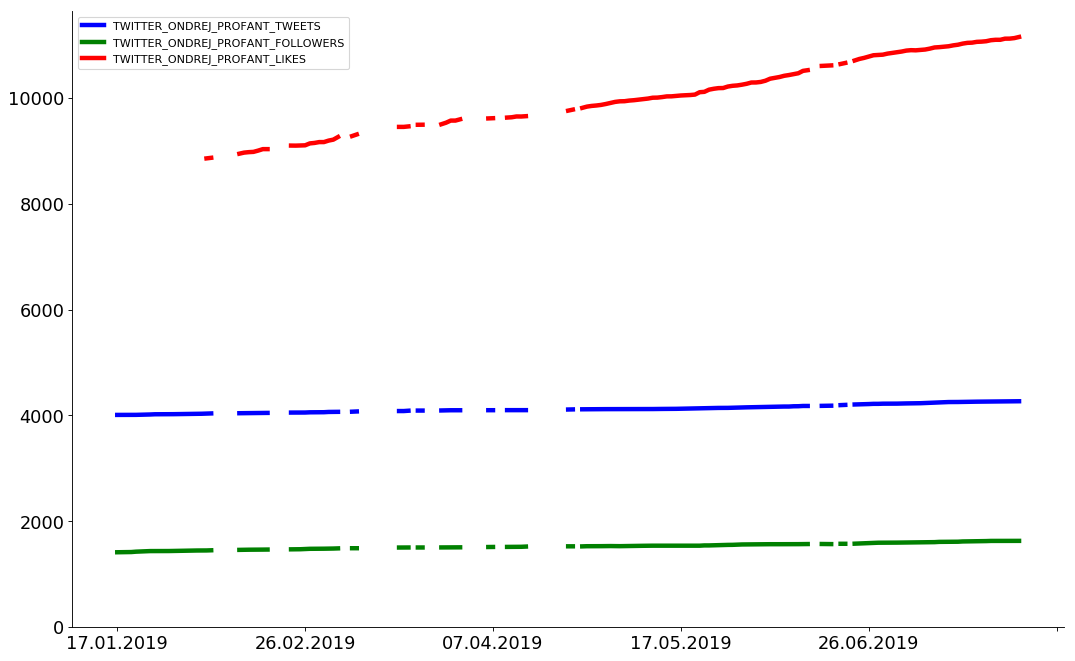 TWITTER_ONDREJ_PROFANT_TWEETS
TWITTER_ONDREJ_PROFANT_FOLLOWERS
TWITTER_ONDREJ_PROFANT_LIKES
10000
8000
6000
4000
2000
0
17.01.2019 26.02.2019 07.04.2019 17.05.2019 26.06.2019